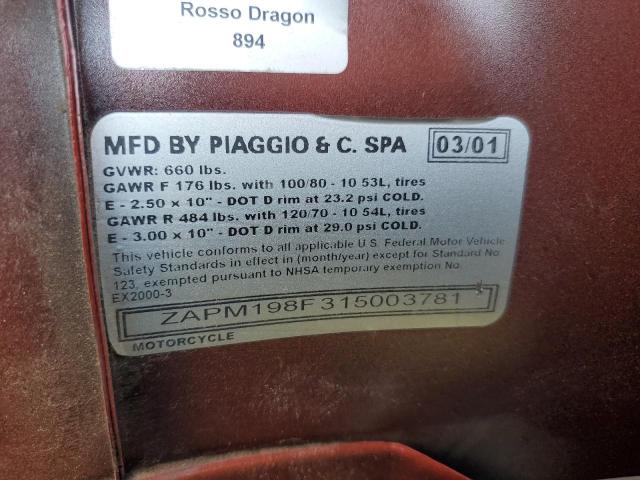 Rosso Dragon
894
MFD BY PIAGGIO & C. SPA 03/01
GVWR: 660 lbs.
GAWR F 176 lbs. with 100/80 - 10 53L, tires
E - 2.50 x 10" - DOT D rim at 23.2 psi COLD.
GAWR R 484 lbs. with 120/70 - 10 54L, tires
E - 3.00 x 10" - DOT D rim at 29.0 psi COLD.
This vehicle conforms to all applicable U.S. Federal Motor Vehicle
Safety Standards in effect in (month/year) except for Standard No
123, exempted pursuant to NHSA temporary exemption No
EX2000-3
ZAPM198F315003781
MOTORCYCLE